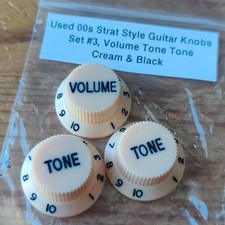 Used 00s Strat Style Guitar Knobs
Set #3, Volume Tone Tone
Cream & Black
VOLUME
TONE
TONE